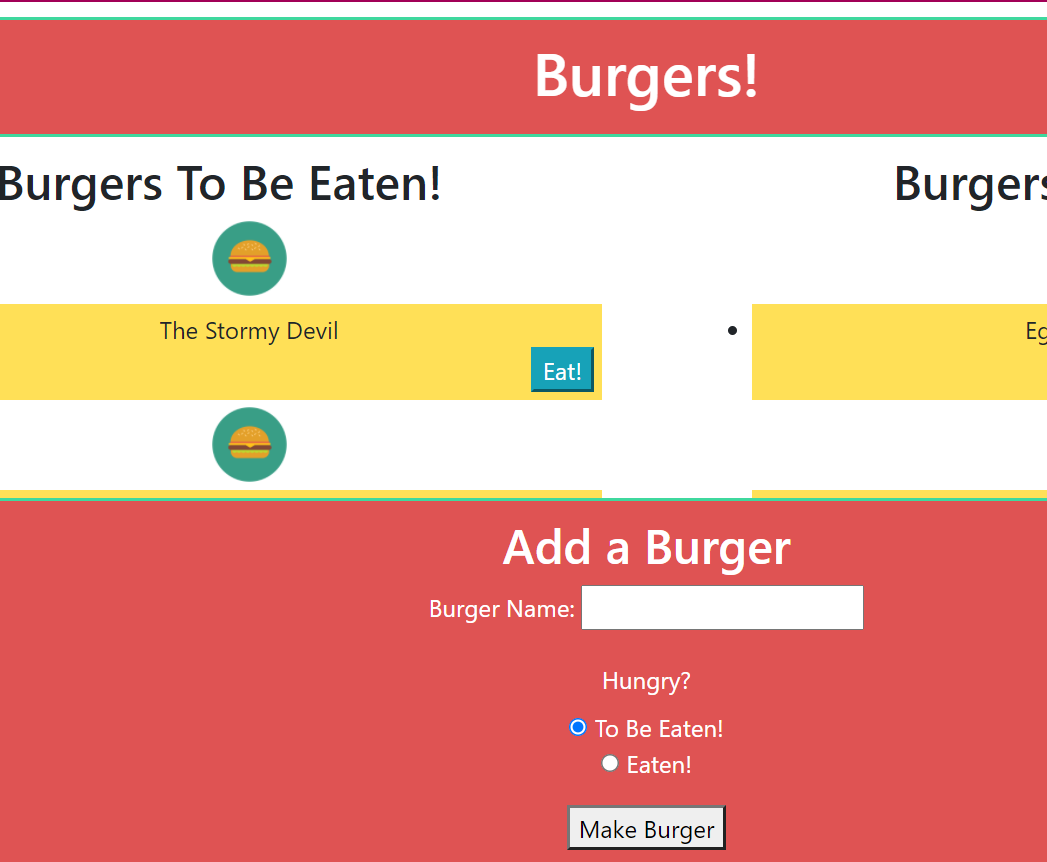 Burgers!
Burgers To Be Eaten!
Burgers
The Stormy Devil
Eg
Eat!
Add a Burger
Burger Name:
Hungry?
To Be Eaten!
Eaten!
Make Burger